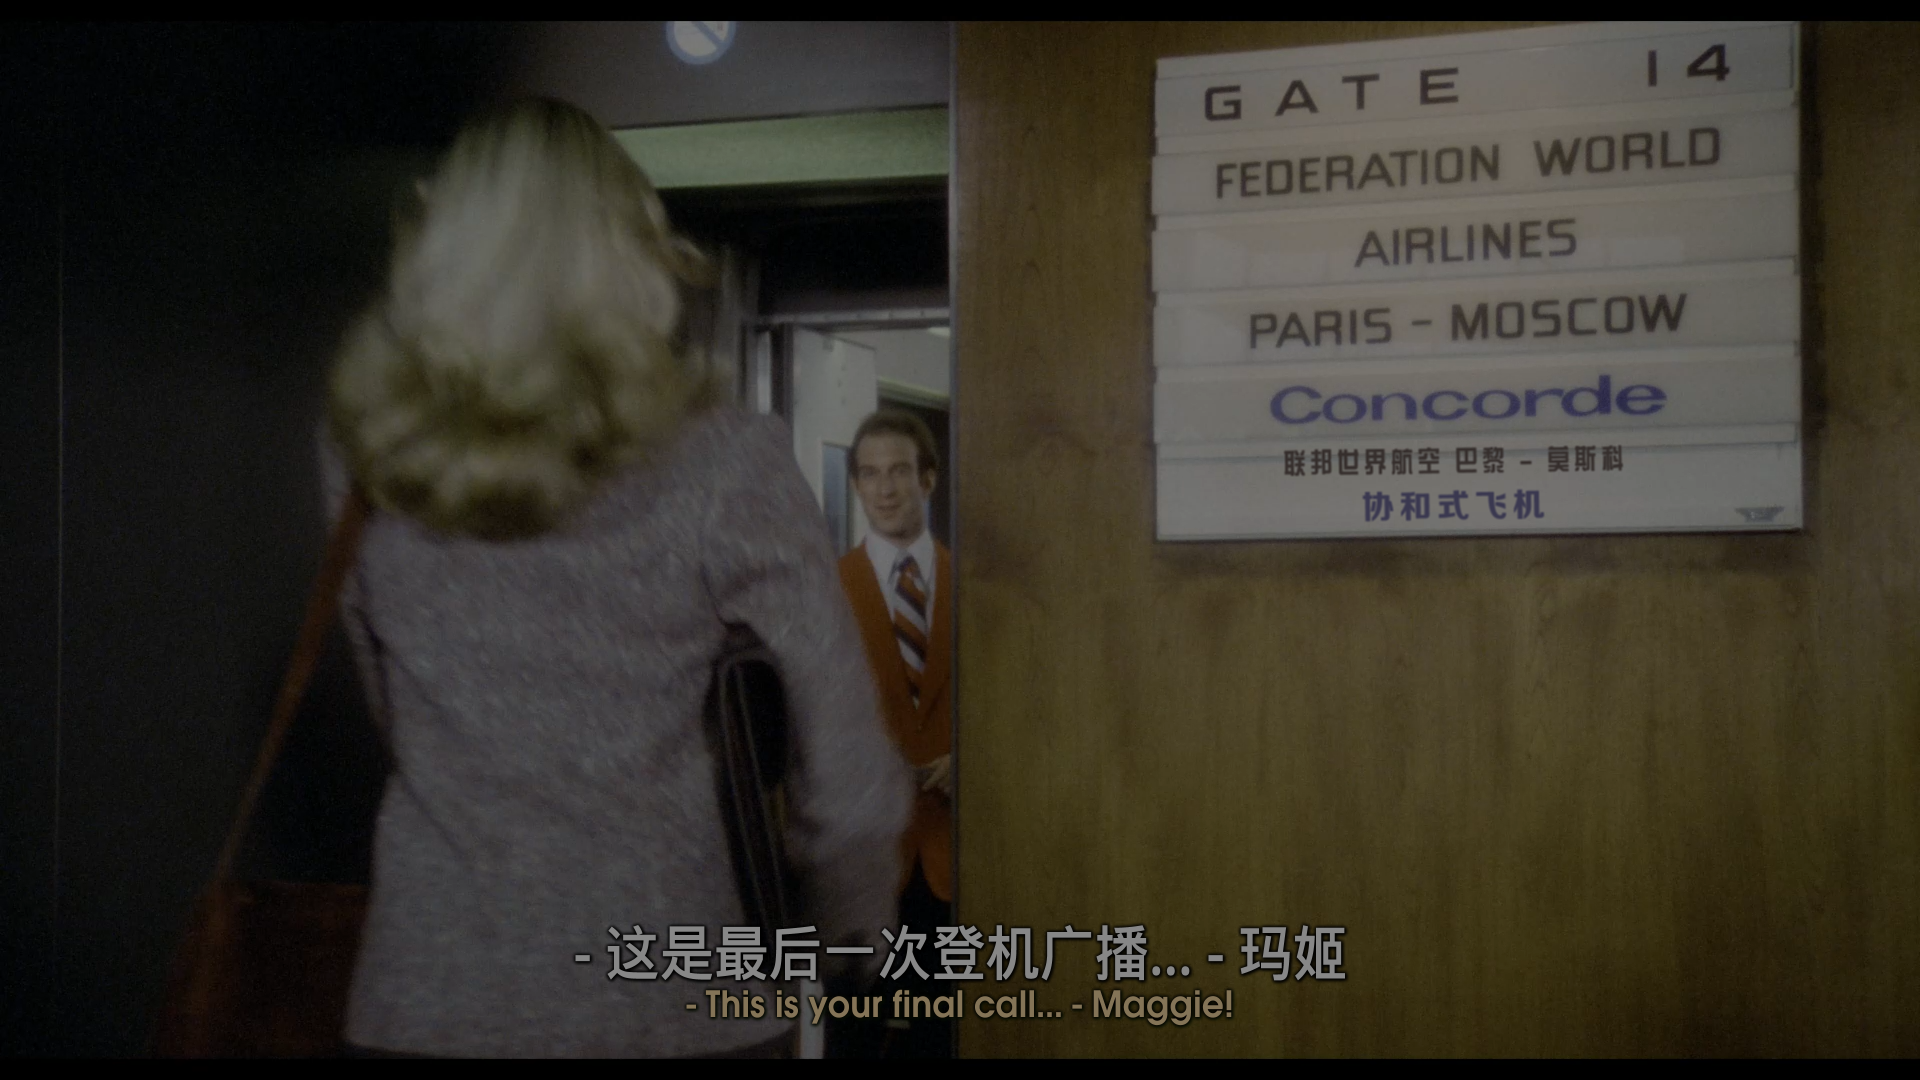 GATE 14
FEDERATION WORLD
AIRLINES
PARIS - MOSCOW
Concorde
联邦世界航空 巴黎 - 莫斯科
协和式飞机
- 这是最后一次登机广播... - 玛姬
- This is your final call... - Maggie!